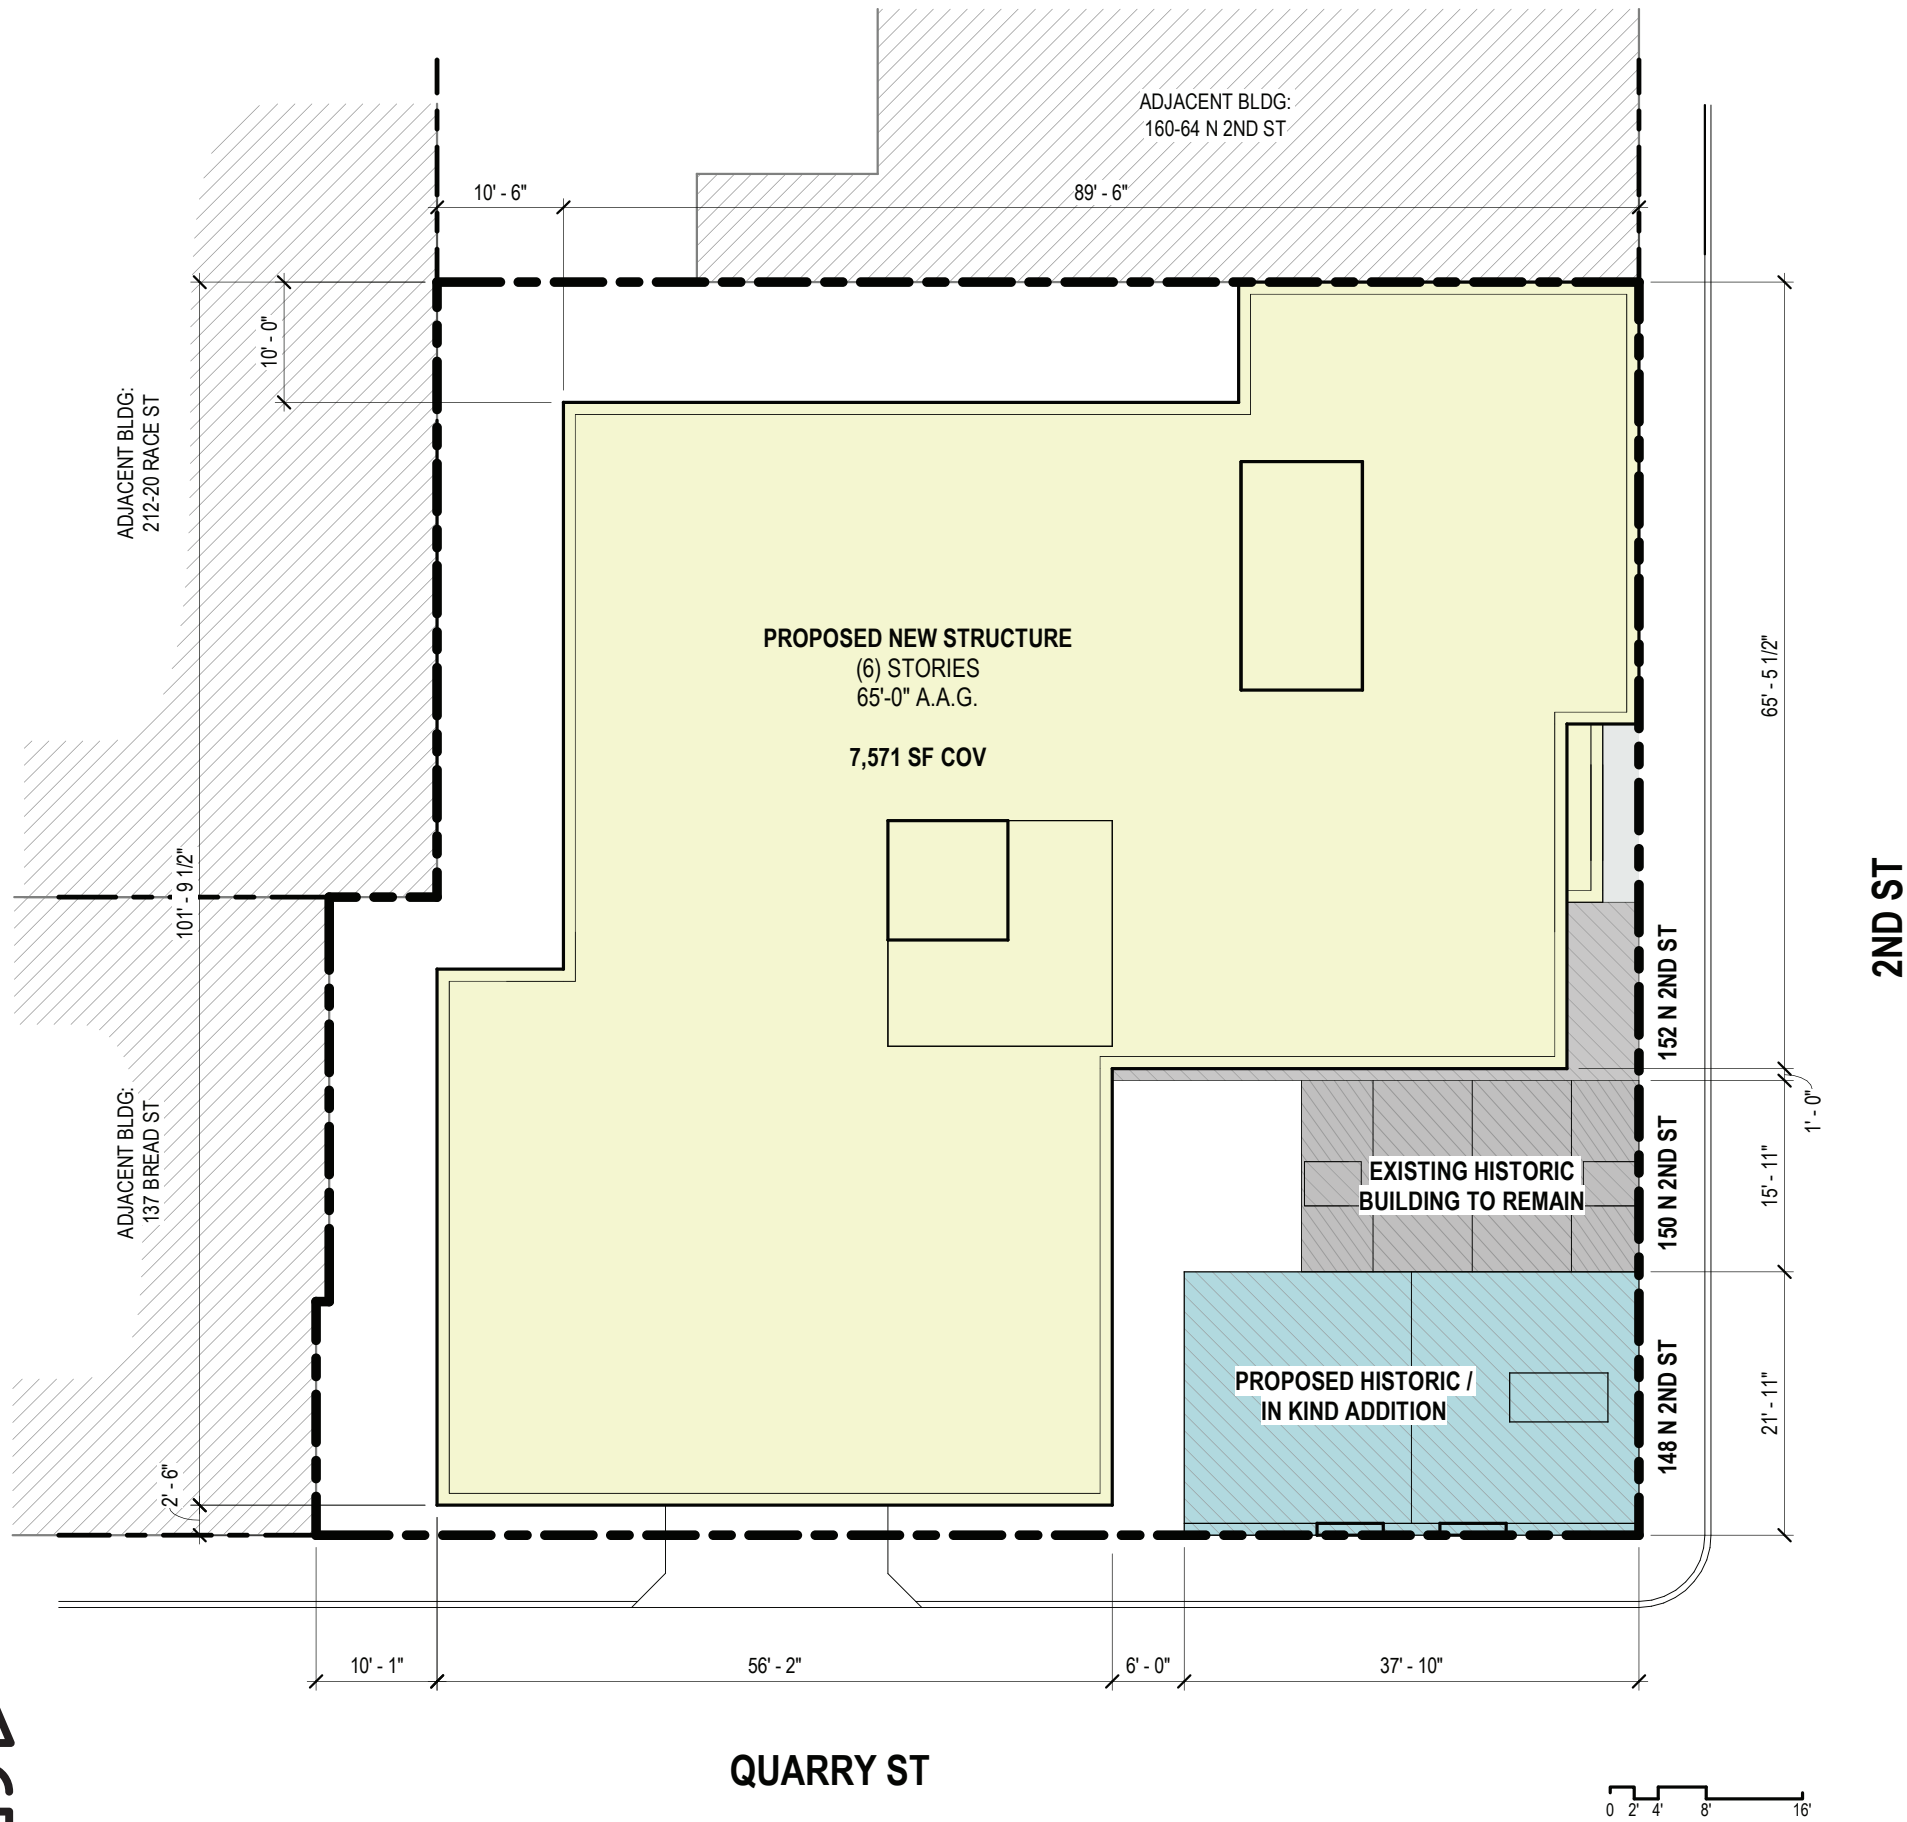 ADJACENT BLDG:
160-64 N 2ND ST
10' - 6"
89' - 6"
10' - 0"
ADJACENT BLDG:
212-20 RACE ST
PROPOSED NEW STRUCTURE
(6) STORIES
65'-0" A.A.G.
7,571 SF COV
65' - 5 1/2"
101' - 9 1/2"
2ND ST
152 N 2ND ST
1' - 0"
ADJACENT BLDG:
137 BREAD ST
EXISTING HISTORIC
BUILDING TO REMAIN
150 N 2ND ST
15' - 11"
PROPOSED HISTORIC /
IN KIND ADDITION
148 N 2ND ST
21' - 11"
2' - 6"
10' - 1"
56' - 2"
6' - 0"
37' - 10"
QUARRY ST
0 2' 4' 8' 16'